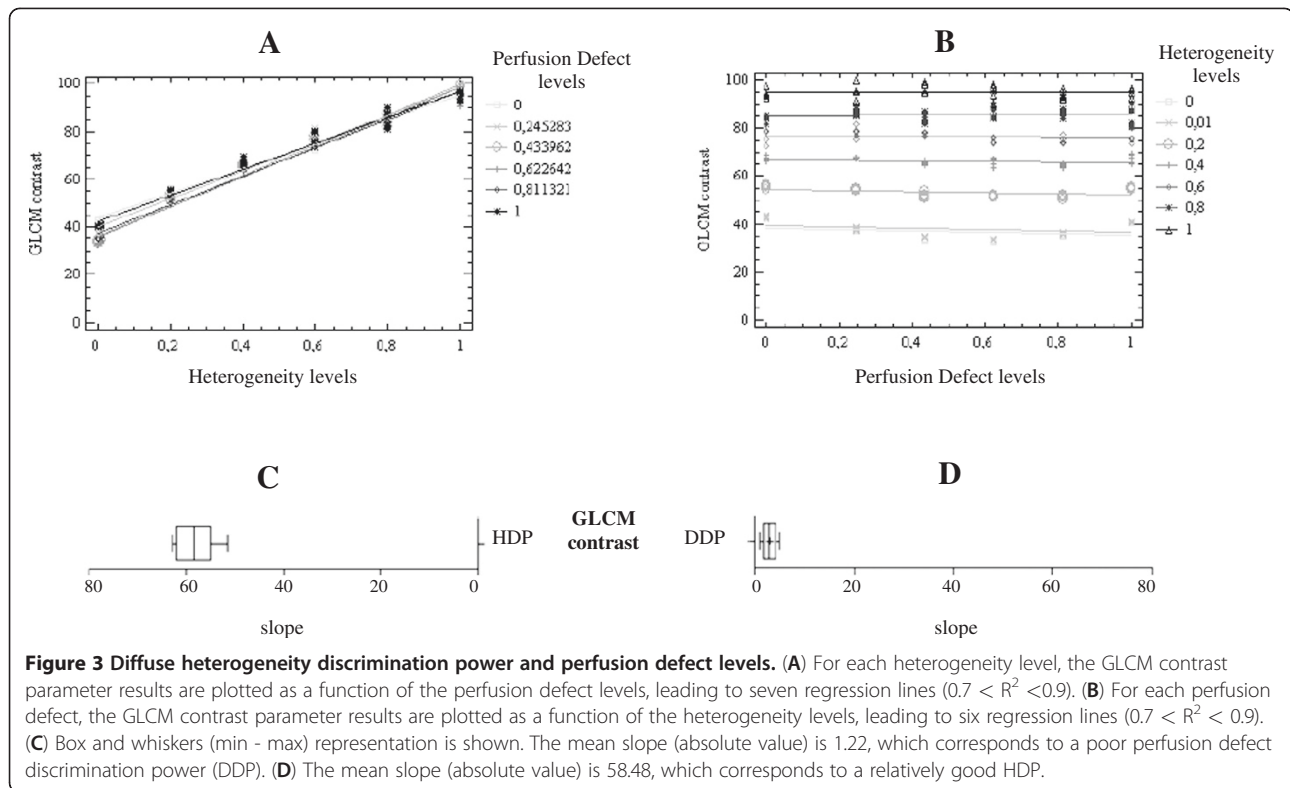 A
B
GLCM contrast
100
80
60
40
20
0
0 0,2 0,4 0,6 0,8 1
Heterogeneity levels
Perfusion Defect
levels
0
0,245283
0,433962
0,622642
0,811321
1
GLCM contrast
100
80
60
40
20
0
0 0,2 0,4 0,6 0,8 1
Perfusion Defect levels
Heterogeneity
levels
0
0,01
0,2
0,4
0,6
0,8
1
C
D
HDP
80 60 40 20 0
slope
GLCM
contrast
DDP
0 20 40 60 80
slope
Figure 3 Diffuse heterogeneity discrimination power and perfusion defect levels. (A) For each heterogeneity level, the GLCM contrast
parameter results are plotted as a function of the perfusion defect levels, leading to seven regression lines (0.7 < R² <0.9). (B) For each perfusion
defect, the GLCM contrast parameter results are plotted as a function of the heterogeneity levels, leading to six regression lines (0.7 < R² < 0.9).
(C) Box and whiskers (min - max) representation is shown. The mean slope (absolute value) is 1.22, which corresponds to a poor perfusion defect
discrimination power (DDP). (D) The mean slope (absolute value) is 58.48, which corresponds to a relatively good HDP.